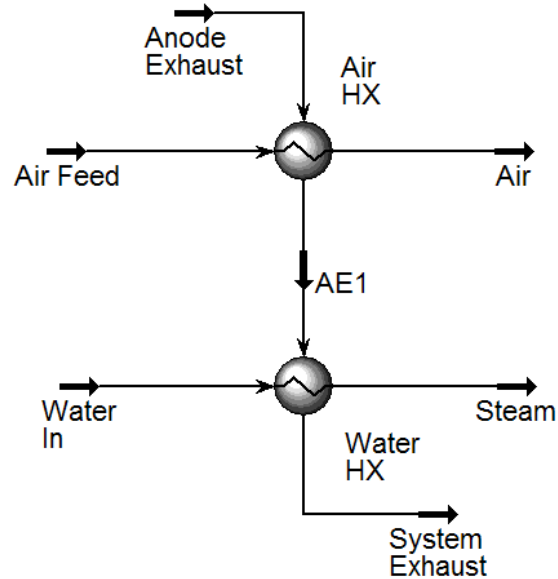 Anode
Exhaust
Air
HX
Air Feed
Air
AE1
Water
In
Steam
Water
HX
System
Exhaust